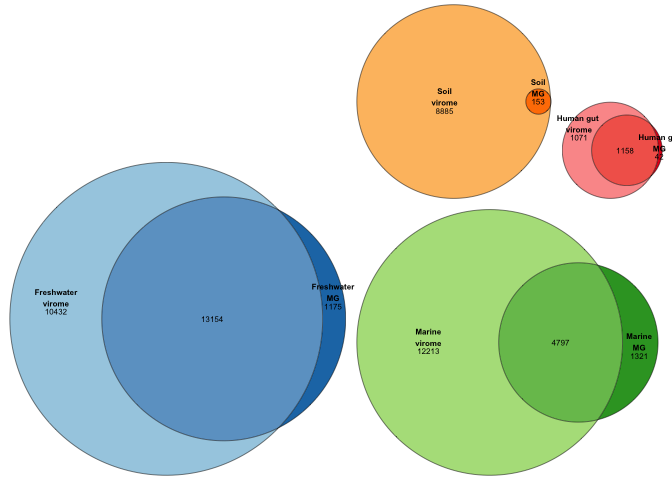 Soil
virome
8885
Soil
MG
153
Human gut
virome
1071
1158
Human g
MG
42
Freshwater
virome
10432
13154
Freshwater
MG
1175
Marine
virome
12213
4797
Marine
MG
1321